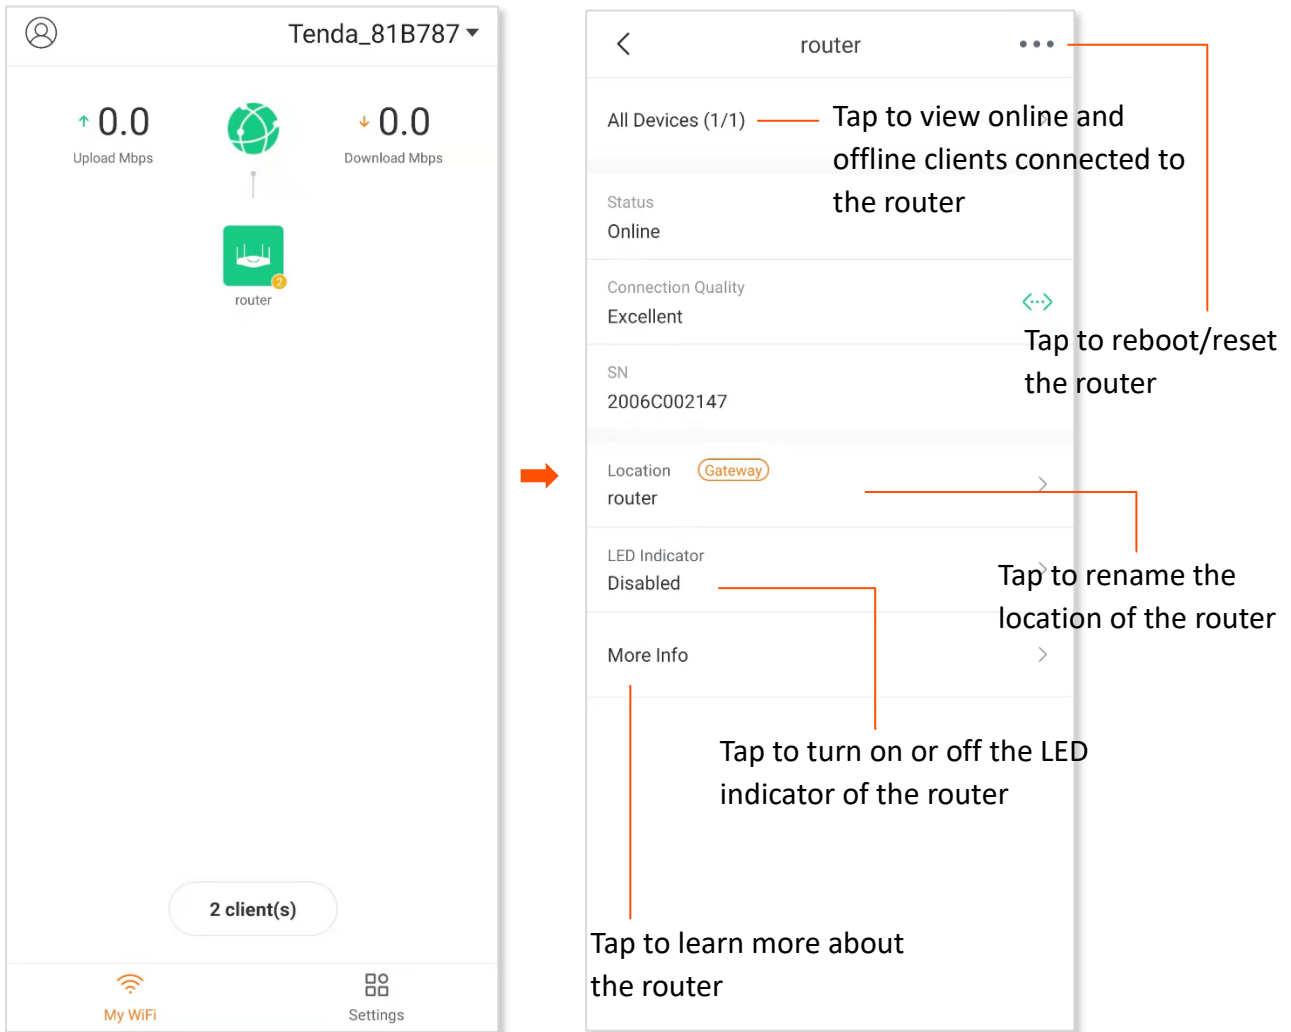 Tenda_81B787
0.0
Upload Mbps
0.0
Download Mbps
2
router
2 client(s)
My WiFi
Settings
router
All Devices (1/1)
Tap to view online and
offline clients connected to
the router
Status
Online
Connection Quality
Excellent
Tap to reboot/reset
the router
SN
2006C002147
Location
Gateway
router
LED Indicator
Disabled
Tap to rename the
location of the router
More Info
Tap to turn on or off the LED
indicator of the router
Tap to learn more about
the router